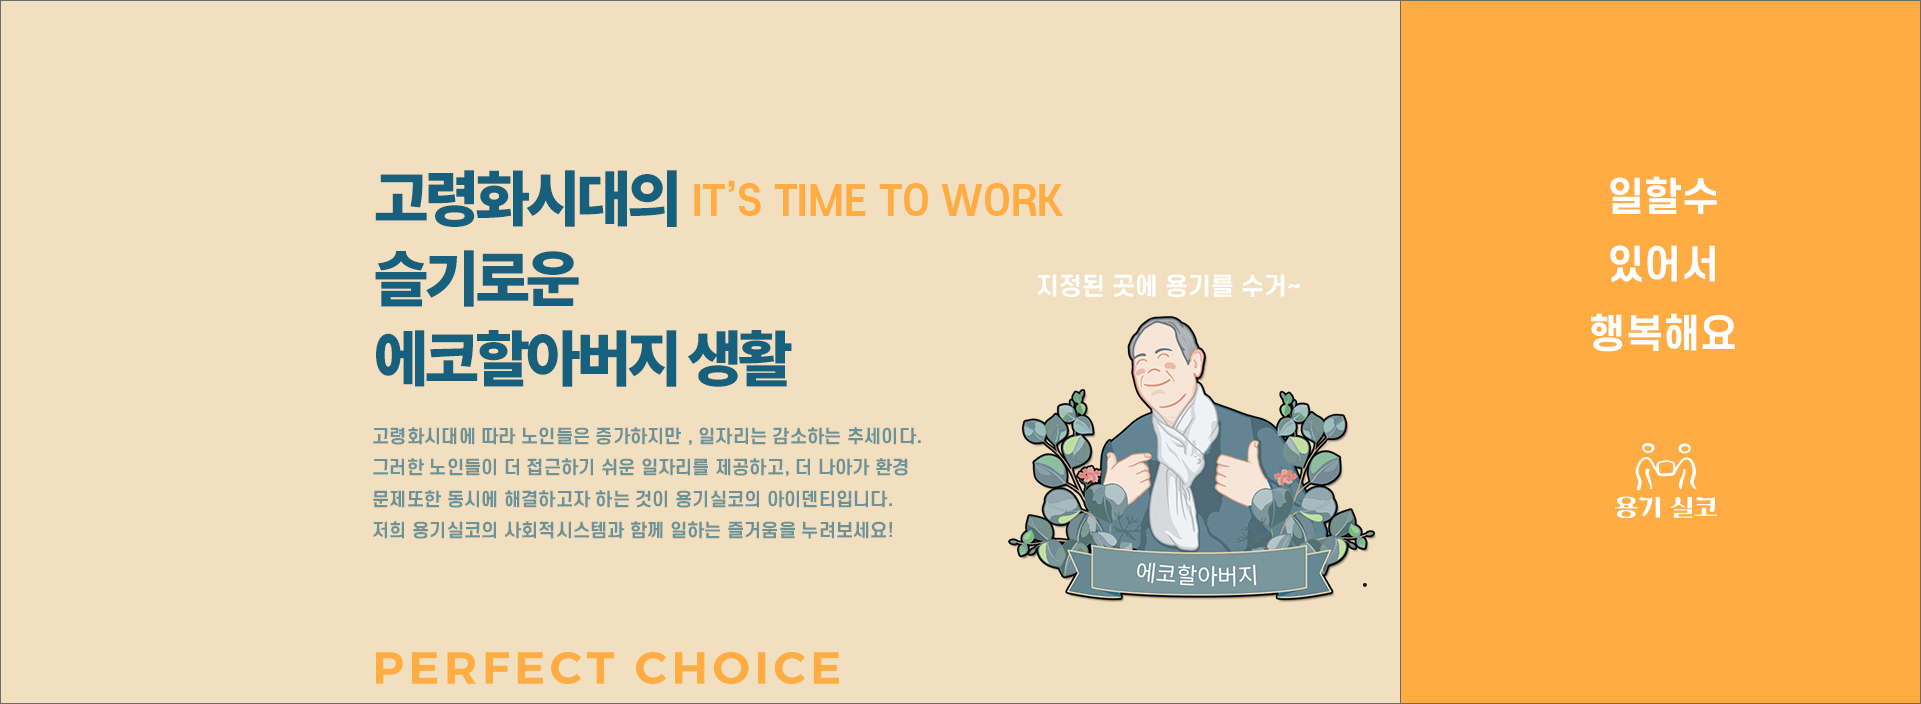 고령화시대의 IT'S TIME TO WORK
슬기로운
에코할아버지 생활
고령화시대에 따라 노인들은 증가하지만 , 일자리는 감소하는 추세이다.
그러한 노인들이 더 접근하기 쉬운 일자리를 제공하고, 더 나아가 환경
문제또한 동시에 해결하고자 하는 것이 용기실코의 아이덴티입니다.
저희 용기실코의 사회적시스템과 함께 일하는 즐거움을 누려보세요!
PERFECT CHOICE
지정된 곳에 용기를 수거~
에코할아버지
일할수
있어서
행복해요
용기 실코